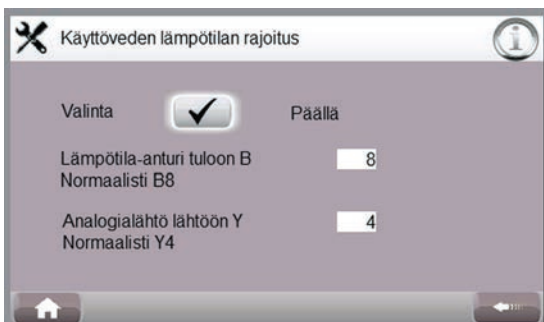 Käyttöveden lämpötilan rajoitus
Valinta Päällä
Lämpötila-anturi tuloon B 8
Normaalisti B8
Analogialähtö lähtöön Y 4
Normaalisti Y4